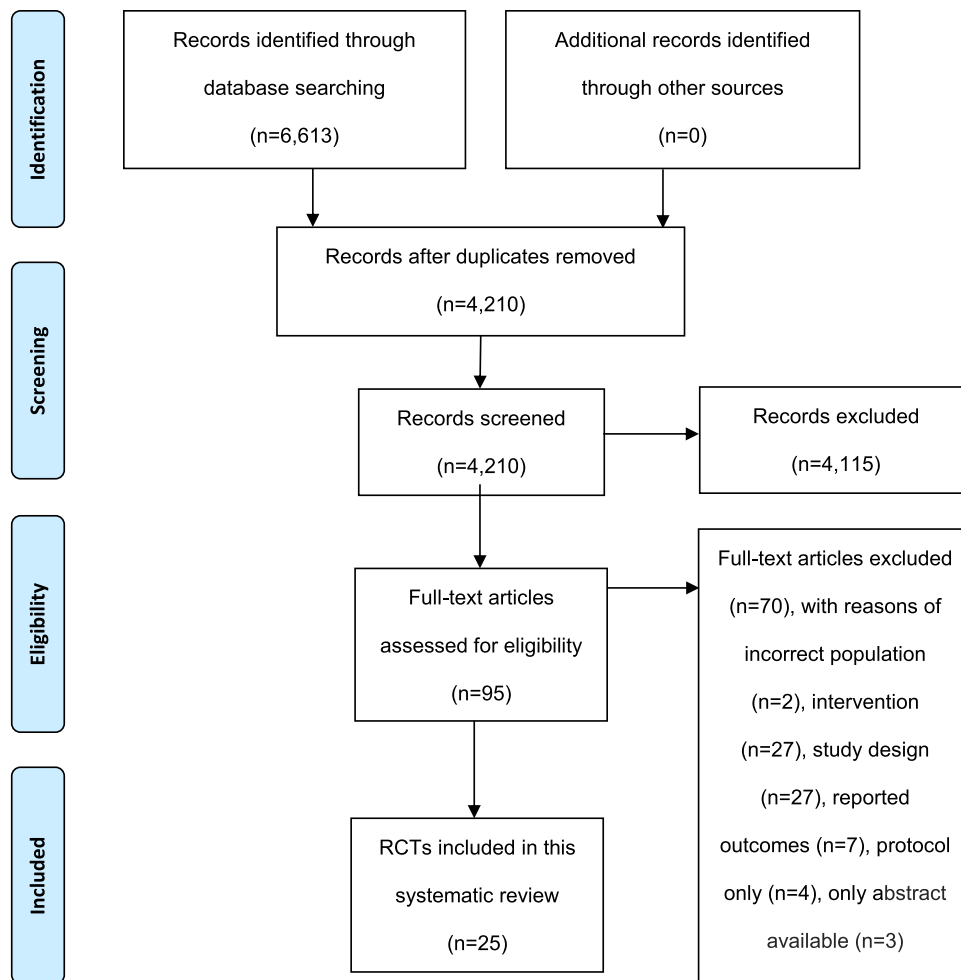 Identification
Records identified through
database searching
(n=6,613)
Additional records identified
through other sources
(n=0)
Records after duplicates removed
(n=4,210)
Screening
Records screened
(n=4,210)
Records excluded
(n=4,115)
Eligibility
Full-text articles
assessed for eligibility
(n=95)
Full-text articles excluded
(n=70), with reasons of
incorrect population
(n=2), intervention
(n=27), study design
(n=27), reported
outcomes (n=7), protocol
only (n=4), only abstract
available (n=3)
Included
RCTs included in this
systematic review
(n=25)